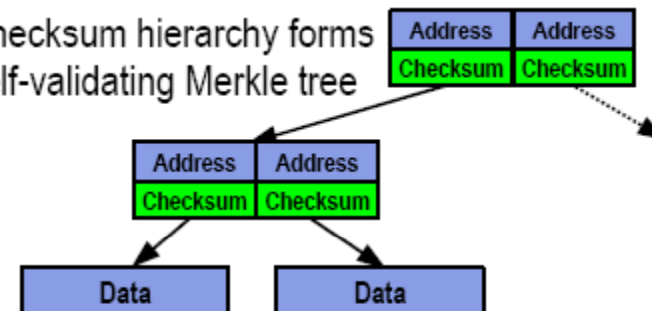 hecksum hierarchy forms
lf-validating Merkle tree
Address Address
Checksum Checksum
Address Address
Checksum Checksum
Data Data